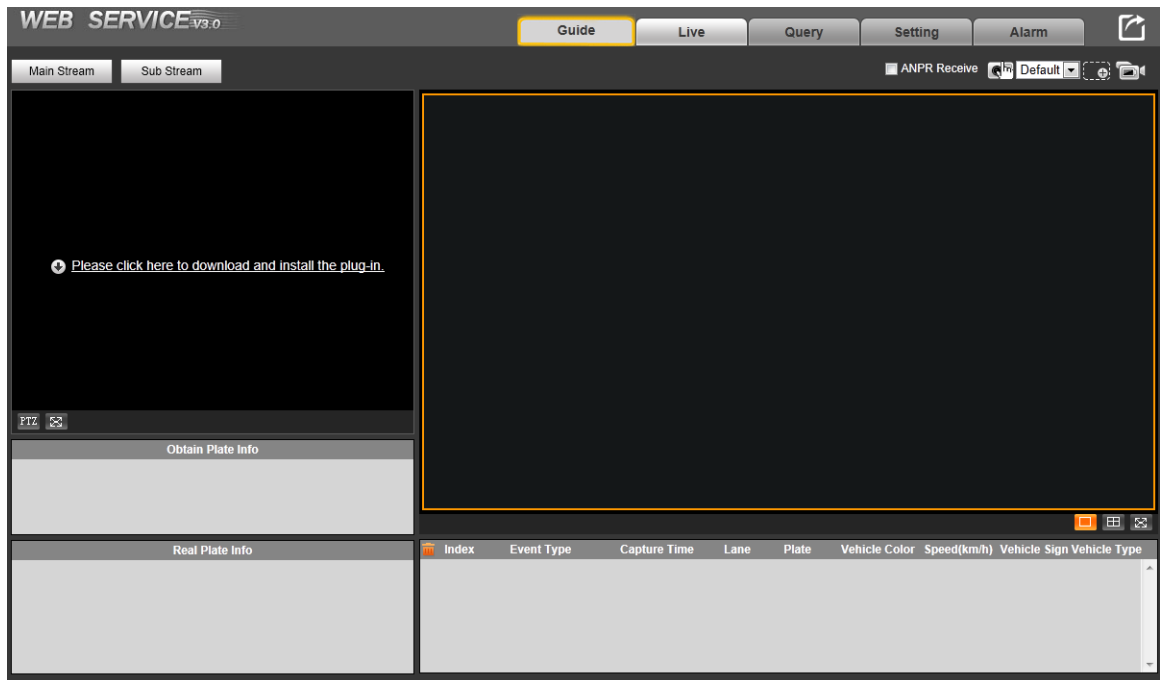 WEB SERVICE V3.0
Guide
Live
Query
Setting
Alarm
Main Stream
Sub Stream
ANPR Receive
Default
Please click here to download and install the plug-in.
PTZ
Obtain Plate Info
Real Plate Info
Index Event Type Capture Time Lane Plate Vehicle Color Speed(km/h) Vehicle Sign Vehicle Type